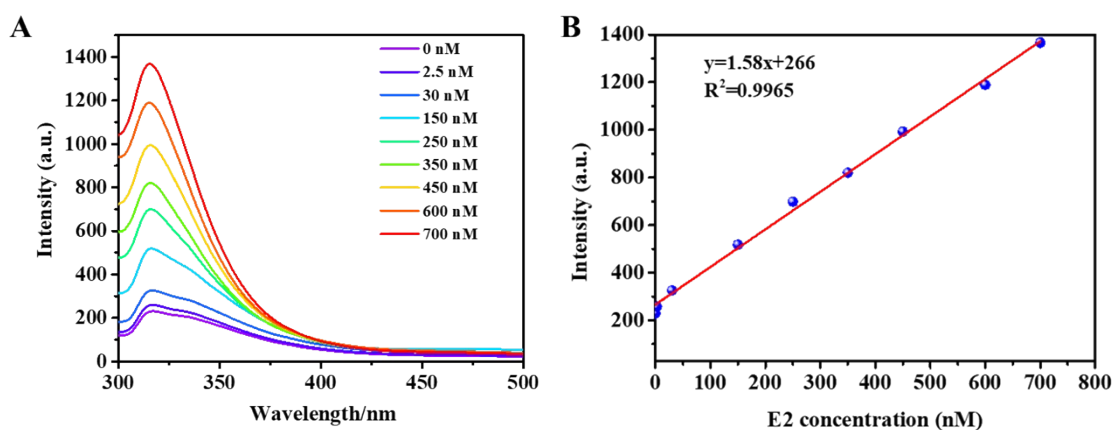 A
Intensity (a.u.)
1400
1200
1000
800
600
400
200
0
300
350
400
450
500
Wavelength/nm
0 nM
2.5 nM
30 nM
150 nM
250 nM
350 nM
450 nM
600 nM
700 nM
B
Intensity (a.u.)
1400
1200
1000
800
600
400
200
0
100
200
300
400
500
600
700
800
E2 concentration (nM)
y=1.58x+266
R²=0.9965